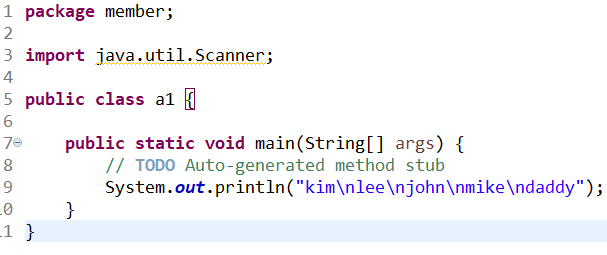 1 package member;
2
3 import java.util.Scanner;
4
5 public class a1 {
6
7 public static void main(String[] args) {
8 // TODO Auto-generated method stub
9 System.out.println("kim\nlee\njohn\nmike\ndaddy");
10 }
11 }